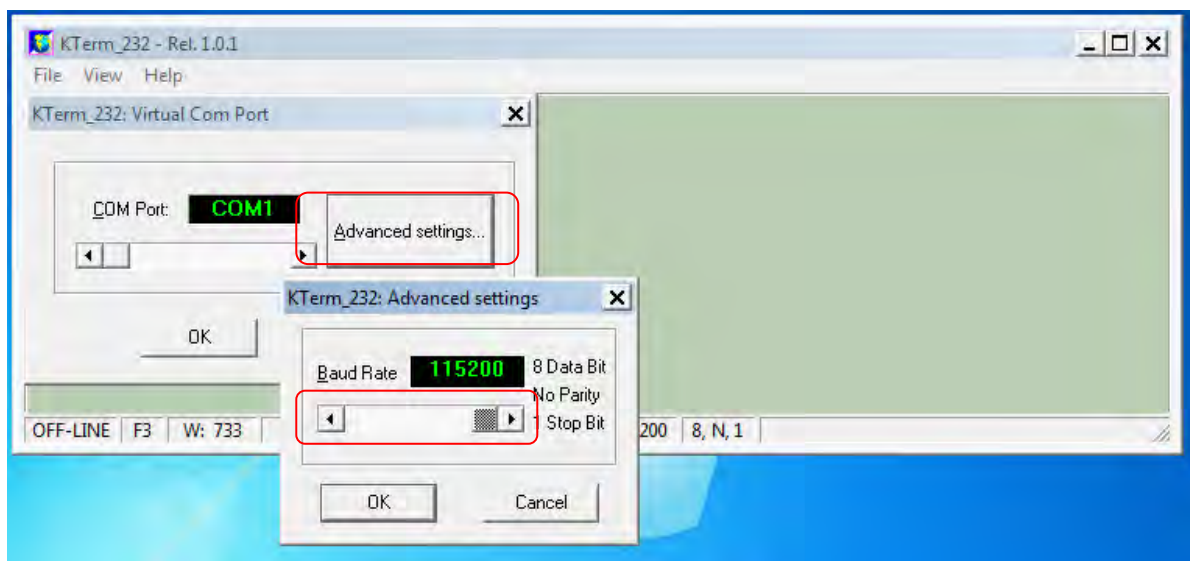 KTerm_232 - Rel. 1.0.1
File View Help
KTerm_232: Virtual Com Port
COM Port: COM1
Advanced settings...
OK
KTerm_232: Advanced settings
Baud Rate 115200
8 Data Bit
No Parity
1 Stop Bit
OK Cancel
OFF-LINE F3 W: 733 200 8, N, 1